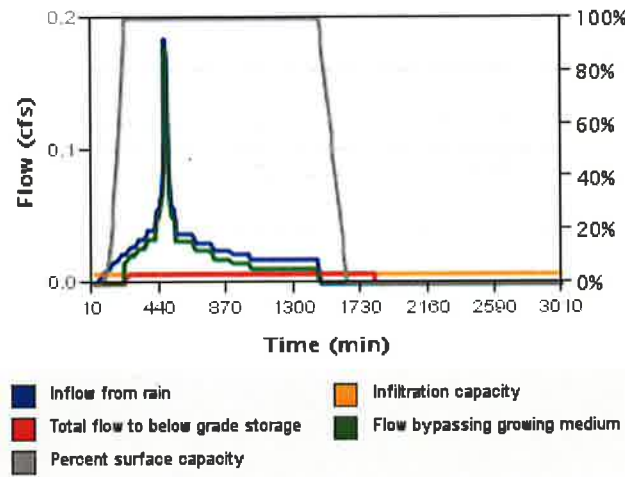 0.2
0.1
0.0
Flow (cfs)
100%
80%
60%
40%
20%
0%
10 440 870 1300 1730 2160 2590 3010
Time (min)
Inflow from rain
Infiltration capacity
Total flow to below grade storage
Flow bypassing growing medium
Percent surface capacity